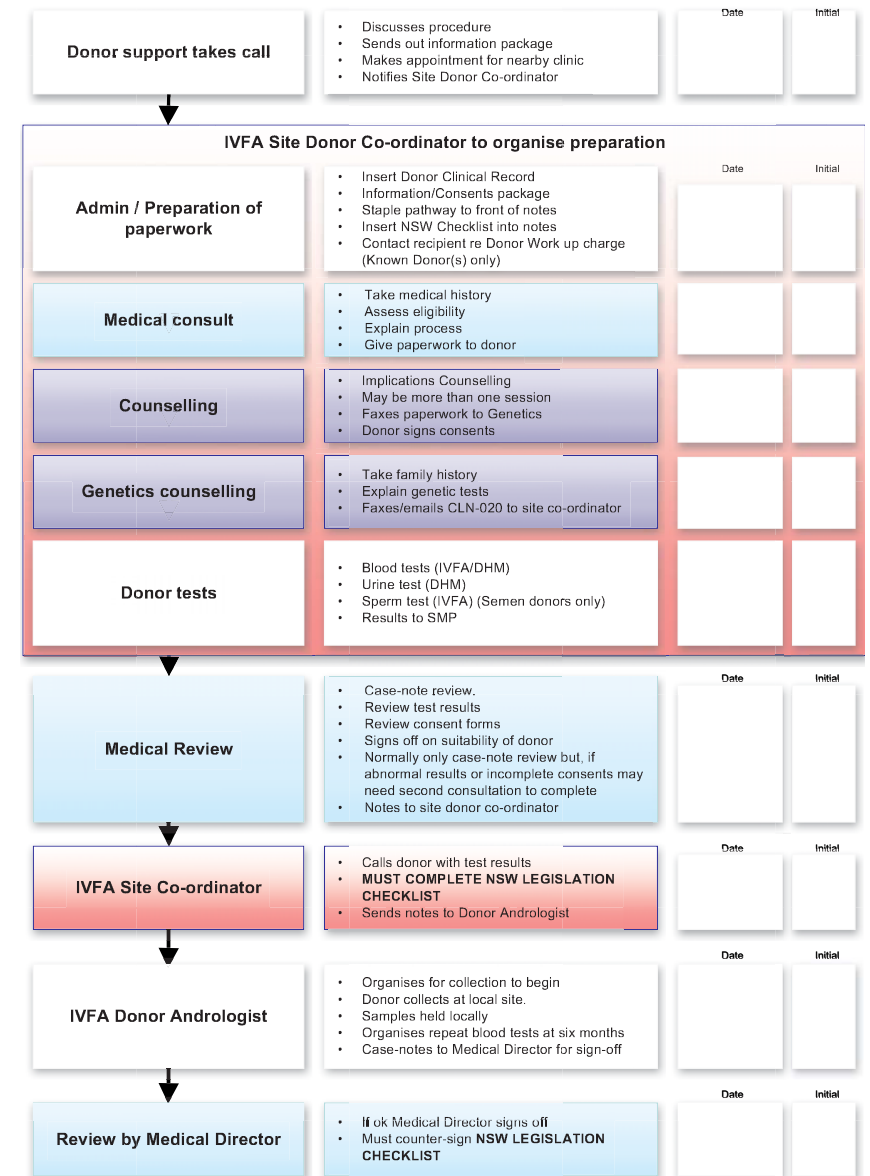 Date Initial
Donor support takes call
• Discusses procedure
• Sends out information package
• Makes appointment for nearby clinic
• Notifies Site Donor Co-ordinator
IVFA Site Donor Co-ordinator to organise preparation
Date Initial
Admin / Preparation of
paperwork
• Insert Donor Clinical Record
• Information/Consents package
• Staple pathway to front of notes
• Insert NSW Checklist into notes
• Contact recipient re Donor Work up charge
(Known Donor(s) only)
Medical consult
• Take medical history
• Assess eligibility
• Explain process
• Give paperwork to donor
Counselling
• Implications Counselling
• May be more than one session
• Faxes paperwork to Genetics
• Donor signs consents
Genetics counselling
• Take family history
• Explain genetic tests
• Faxes/emails CLN-020 to site co-ordinator
Donor tests
• Blood tests (IVFA/DHM)
• Urine test (DHM)
• Sperm test (IVFA) (Semen donors only)
• Results to SMP
Date Initial
Medical Review
• Case-note review.
• Review test results
• Review consent forms
• Signs off on suitability of donor
• Normally only case-note review but, if
abnormal results or incomplete consents may
need second consultation to complete
• Notes to site donor co-ordinator
Date Initial
IVFA Site Co-ordinator
• Calls donor with test results
• MUST COMPLETE NSW LEGISLATION
CHECKLIST
• Sends notes to Donor Andrologist
Date Initial
IVFA Donor Andrologist
• Organises for collection to begin
• Donor collects at local site.
• Samples held locally
• Organises repeat blood tests at six months
• Case-notes to Medical Director for sign-off
Date Initial
Review by Medical Director
• If ok Medical Director signs off
• Must counter-sign NSW LEGISLATION
CHECKLIST